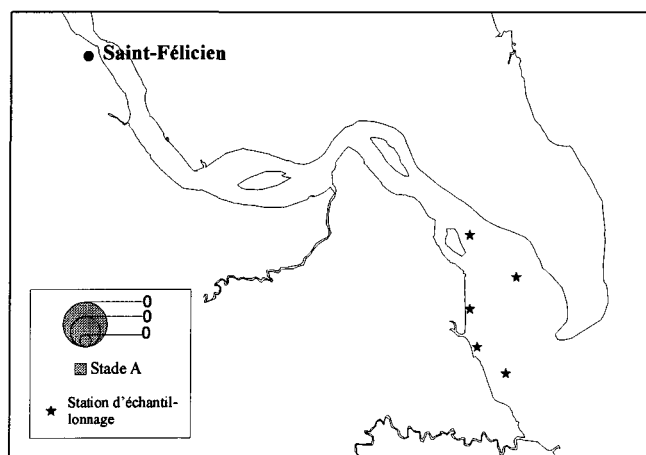 Saint-Félicien
0
0
0
Stade A
Station d'échantil-
lonnage